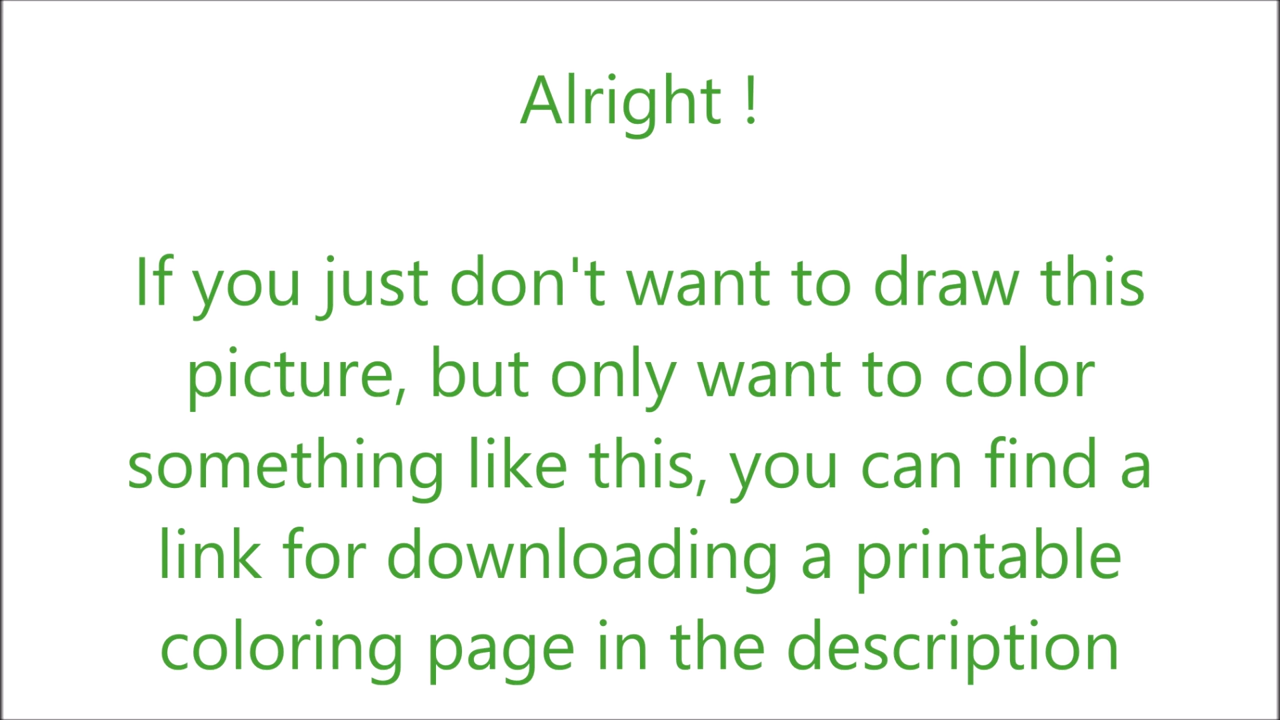 Alright !
If you just don't want to draw this
picture, but only want to color
something like this, you can find a
link for downloading a printable
coloring page in the description